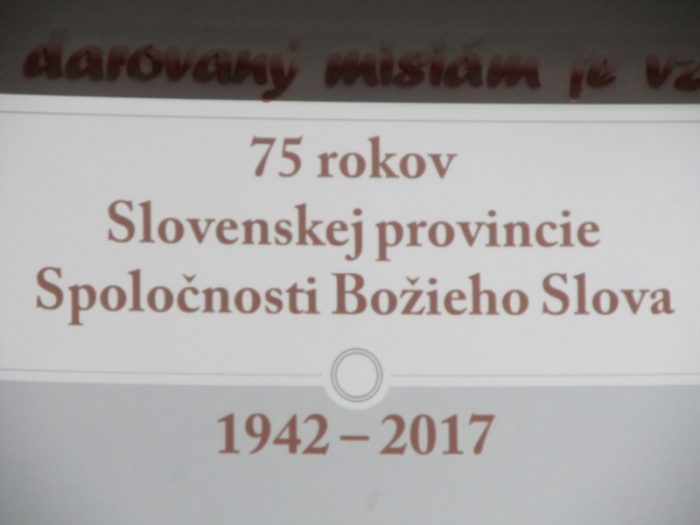 darovaný misiám je
75 rokov
Slovenskej provincie
Spoločnosti Božieho Slova
1942 – 2017